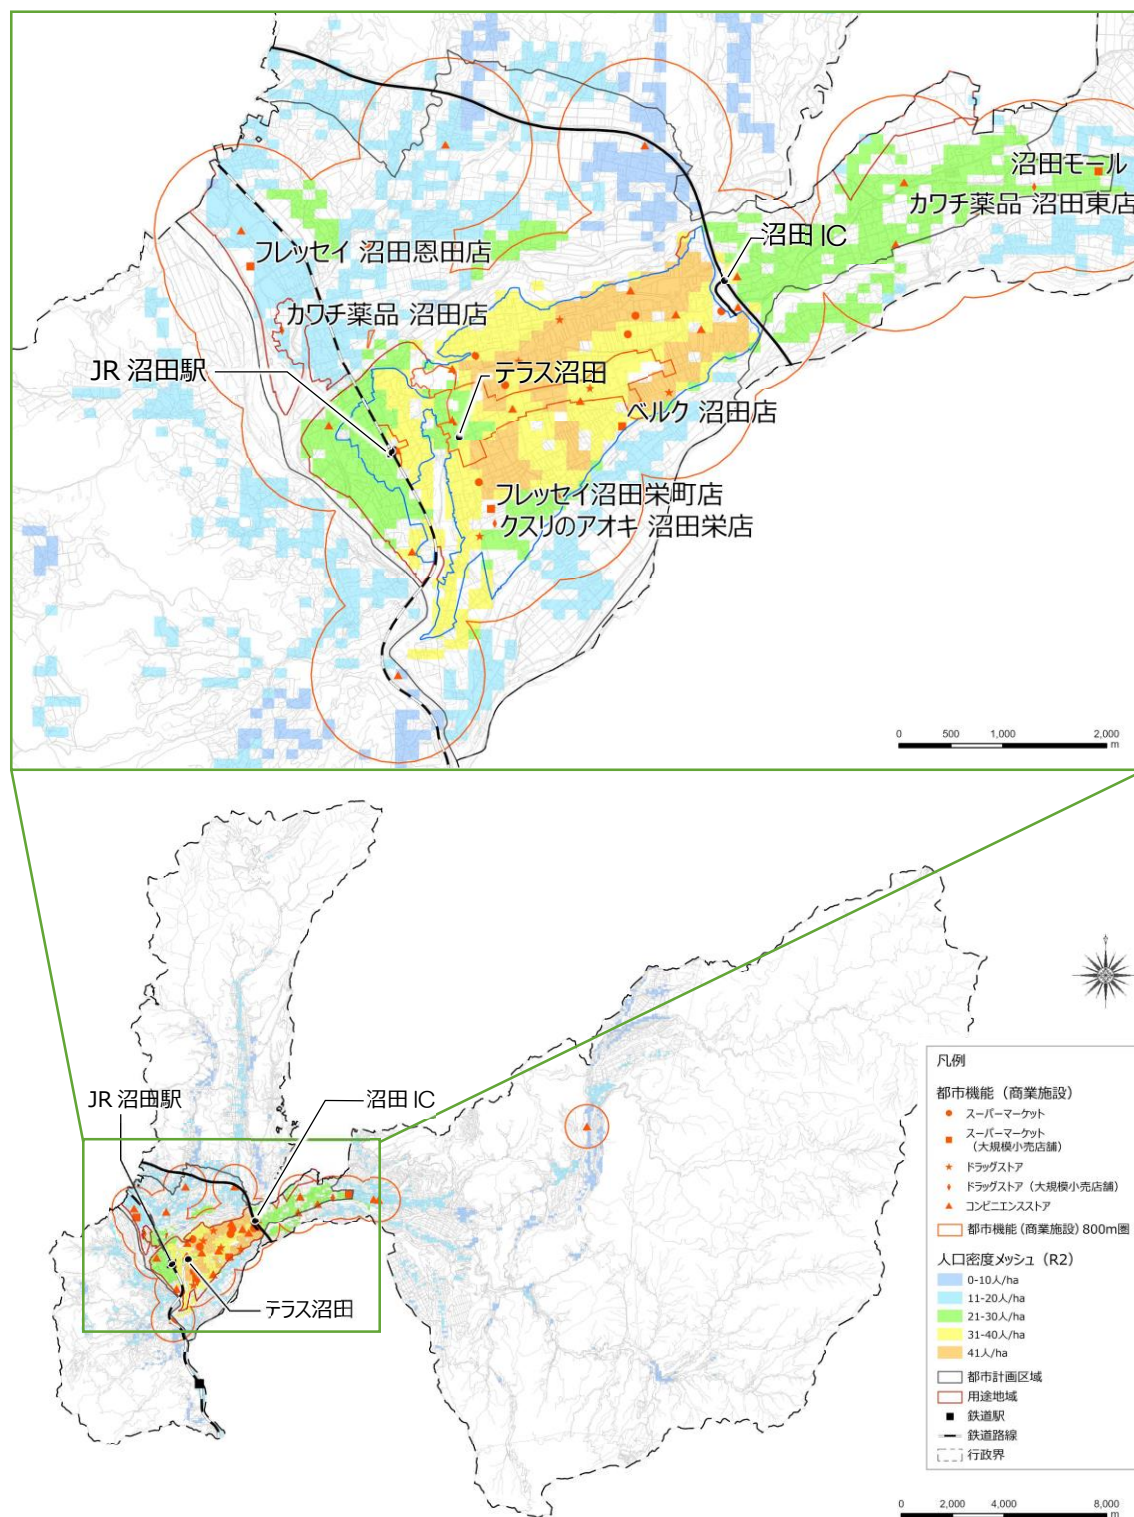 沼田モール
カワチ薬品 沼田東店
沼田 IC
フレッセイ 沼田恩田店
カワチ薬品 沼田店
JR 沼田駅
テラス沼田
ベルク 沼田店
フレッセイ沼田栄町店
クスリのアオキ 沼田栄店
0 500 1,000 2,000
m
JR 沼田駅
沼田 IC
テラス沼田
凡例
都市機能（商業施設）
スーパーマーケット
スーパーマーケット
（大規模小売店舗）
ドラッグストア
ドラッグストア（大規模小売店舗）
コンビニエンスストア
都市機能（商業施設）800m圏
人口密度メッシュ（R2）
0-10人/ha
11-20人/ha
21-30人/ha
31-40人/ha
41人/ha
都市計画区域
用途地域
鉄道駅
鉄道路線
行政界
0 2,000 4,000 8,000
m